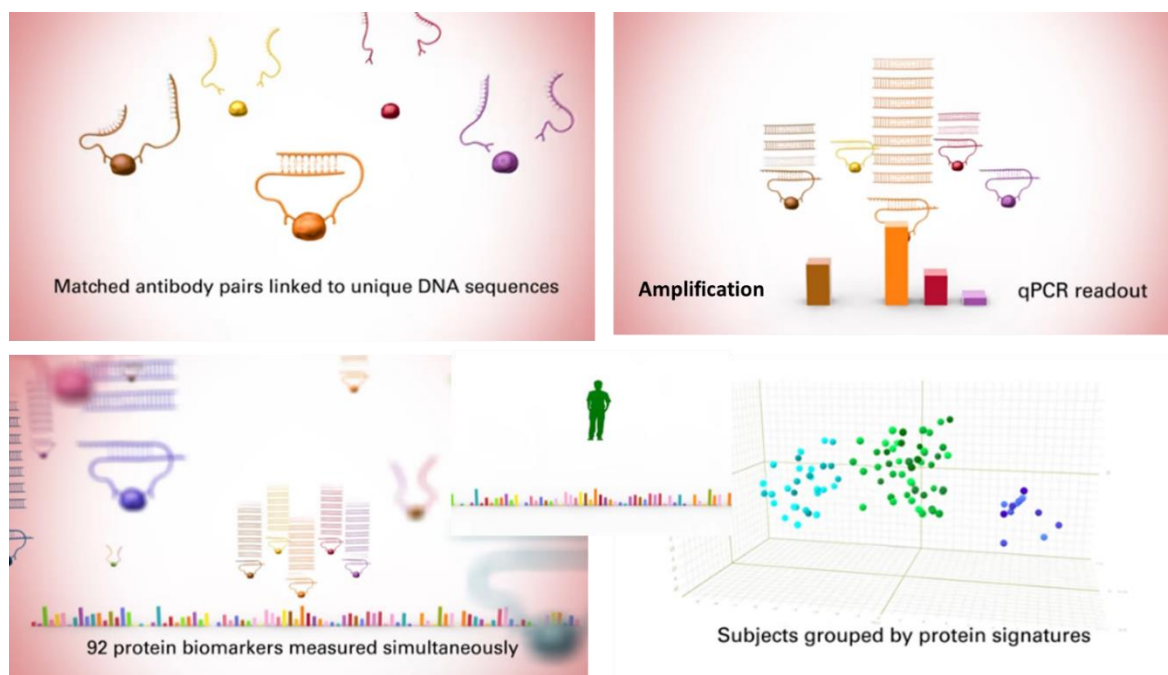 Matched antibody pairs linked to unique DNA sequences
Amplification
qPCR readout
92 protein biomarkers measured simultaneously
Subjects grouped by protein signatures